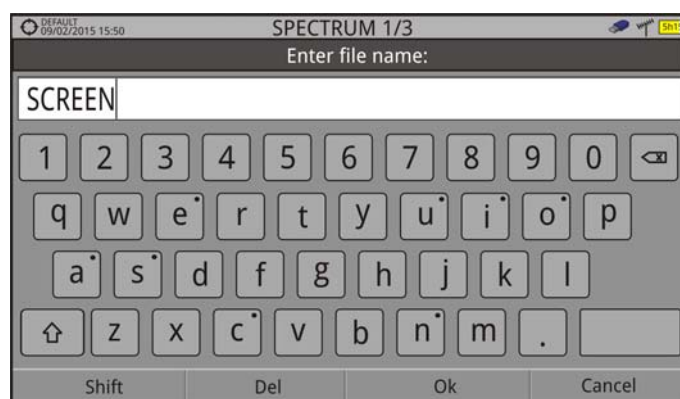 DEFAULT
09/02/2015 15:50
SPECTRUM 1/3
Enter file name:
SCREEN
1 2 3 4 5 6 7 8 9 0
q w e r t y u i o p
a s d f g h j k l
z x c v b n m .
Shift Del Ok Cancel